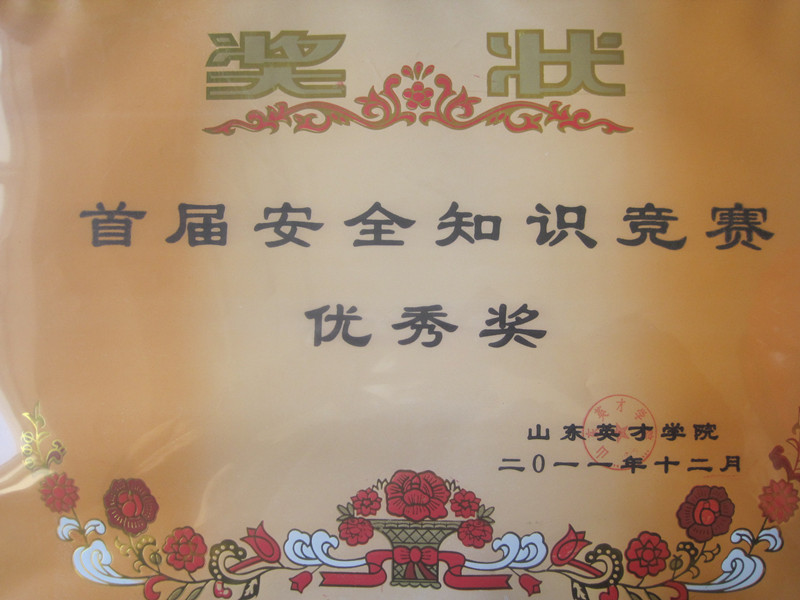 奖状
首届安全知识竞赛
优秀奖
山东英才学院
二0一一年十二月